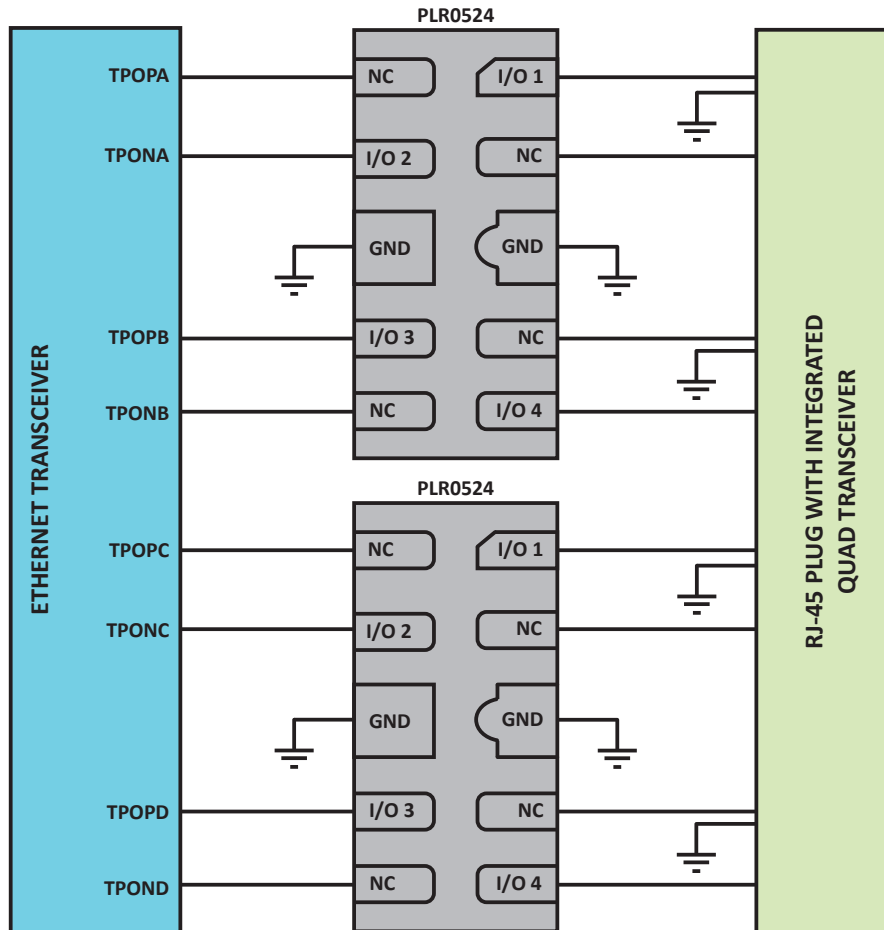 PLR0524
TPOPA
NC
I/O 1
TPONA
I/O 2
NC
GND
GND
TPOPB
I/O 3
NC
TPONB
NC
I/O 4
ETHERNET TRANSCEIVER
RJ-45 PLUG WITH INTEGRATED
QUAD TRANSCEIVER
PLR0524
TPOPC
NC
I/O 1
TPONC
I/O 2
NC
GND
GND
TPOPD
I/O 3
NC
TPOND
NC
I/O 4